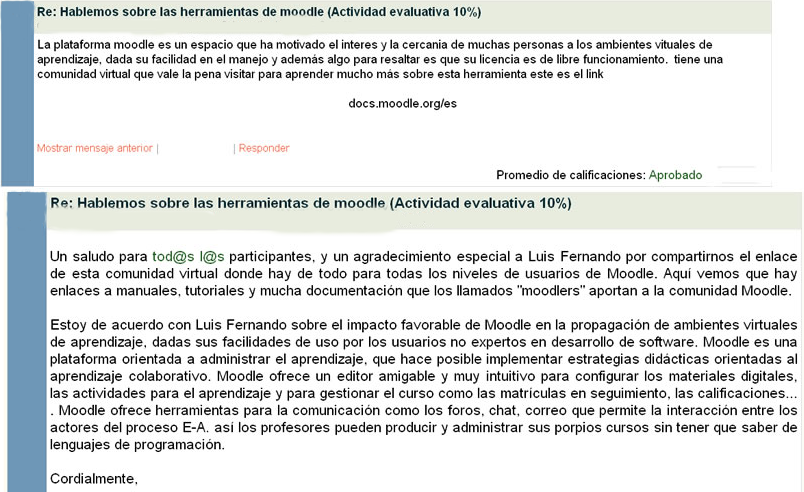 Re: Hablemos sobre las herramientas de moodle (Actividad evaluativa 10%)
La plataforma moodle es un espacio que ha motivado el interes y la cercania de muchas personas a los ambientes vituales de
aprendizaje, dada su facilidad en el manejo y además algo para resaltar es que su licencia es de libre funcionamiento. tiene una
comunidad virtual que vale la pena visitar para aprender mucho más sobre esta herramienta este es el link
docs.moodle.org/es
Mostrar mensaje anterior | | Responder
Promedio de calificaciones: Aprobado
Re: Hablemos sobre las herramientas de moodle (Actividad evaluativa 10%)
Un saludo para tod@s l@s participantes, y un agradecimiento especial a Luis Fernando por compartirnos el enlace
de esta comunidad virtual donde hay de todo para todas los niveles de usuarios de Moodle. Aquí vemos que hay
enlaces a manuales, tutoriales y mucha documentación que los llamados "moodlers" aportan a la comunidad Moodle.
Estoy de acuerdo con Luis Fernando sobre el impacto favorable de Moodle en la propagación de ambientes virtuales
de aprendizaje, dadas sus facilidades de uso por los usuarios no expertos en desarrollo de software. Moodle es una
plataforma orientada a administrar el aprendizaje, que hace posible implementar estrategias didácticas orientadas al
aprendizaje colaborativo. Moodle ofrece un editor amigable y muy intuitivo para configurar los materiales digitales,
las actividades para el aprendizaje y para gestionar el curso como las matrículas en seguimiento, las calificaciones...
. Moodle ofrece herramientas para la comunicación como los foros, chat, correo que permite la interacción entre los
actores del proceso E-A. así los profesores pueden producir y administrar sus porpios cursos sin tener que saber de
lenguajes de programación.
Cordialmente,